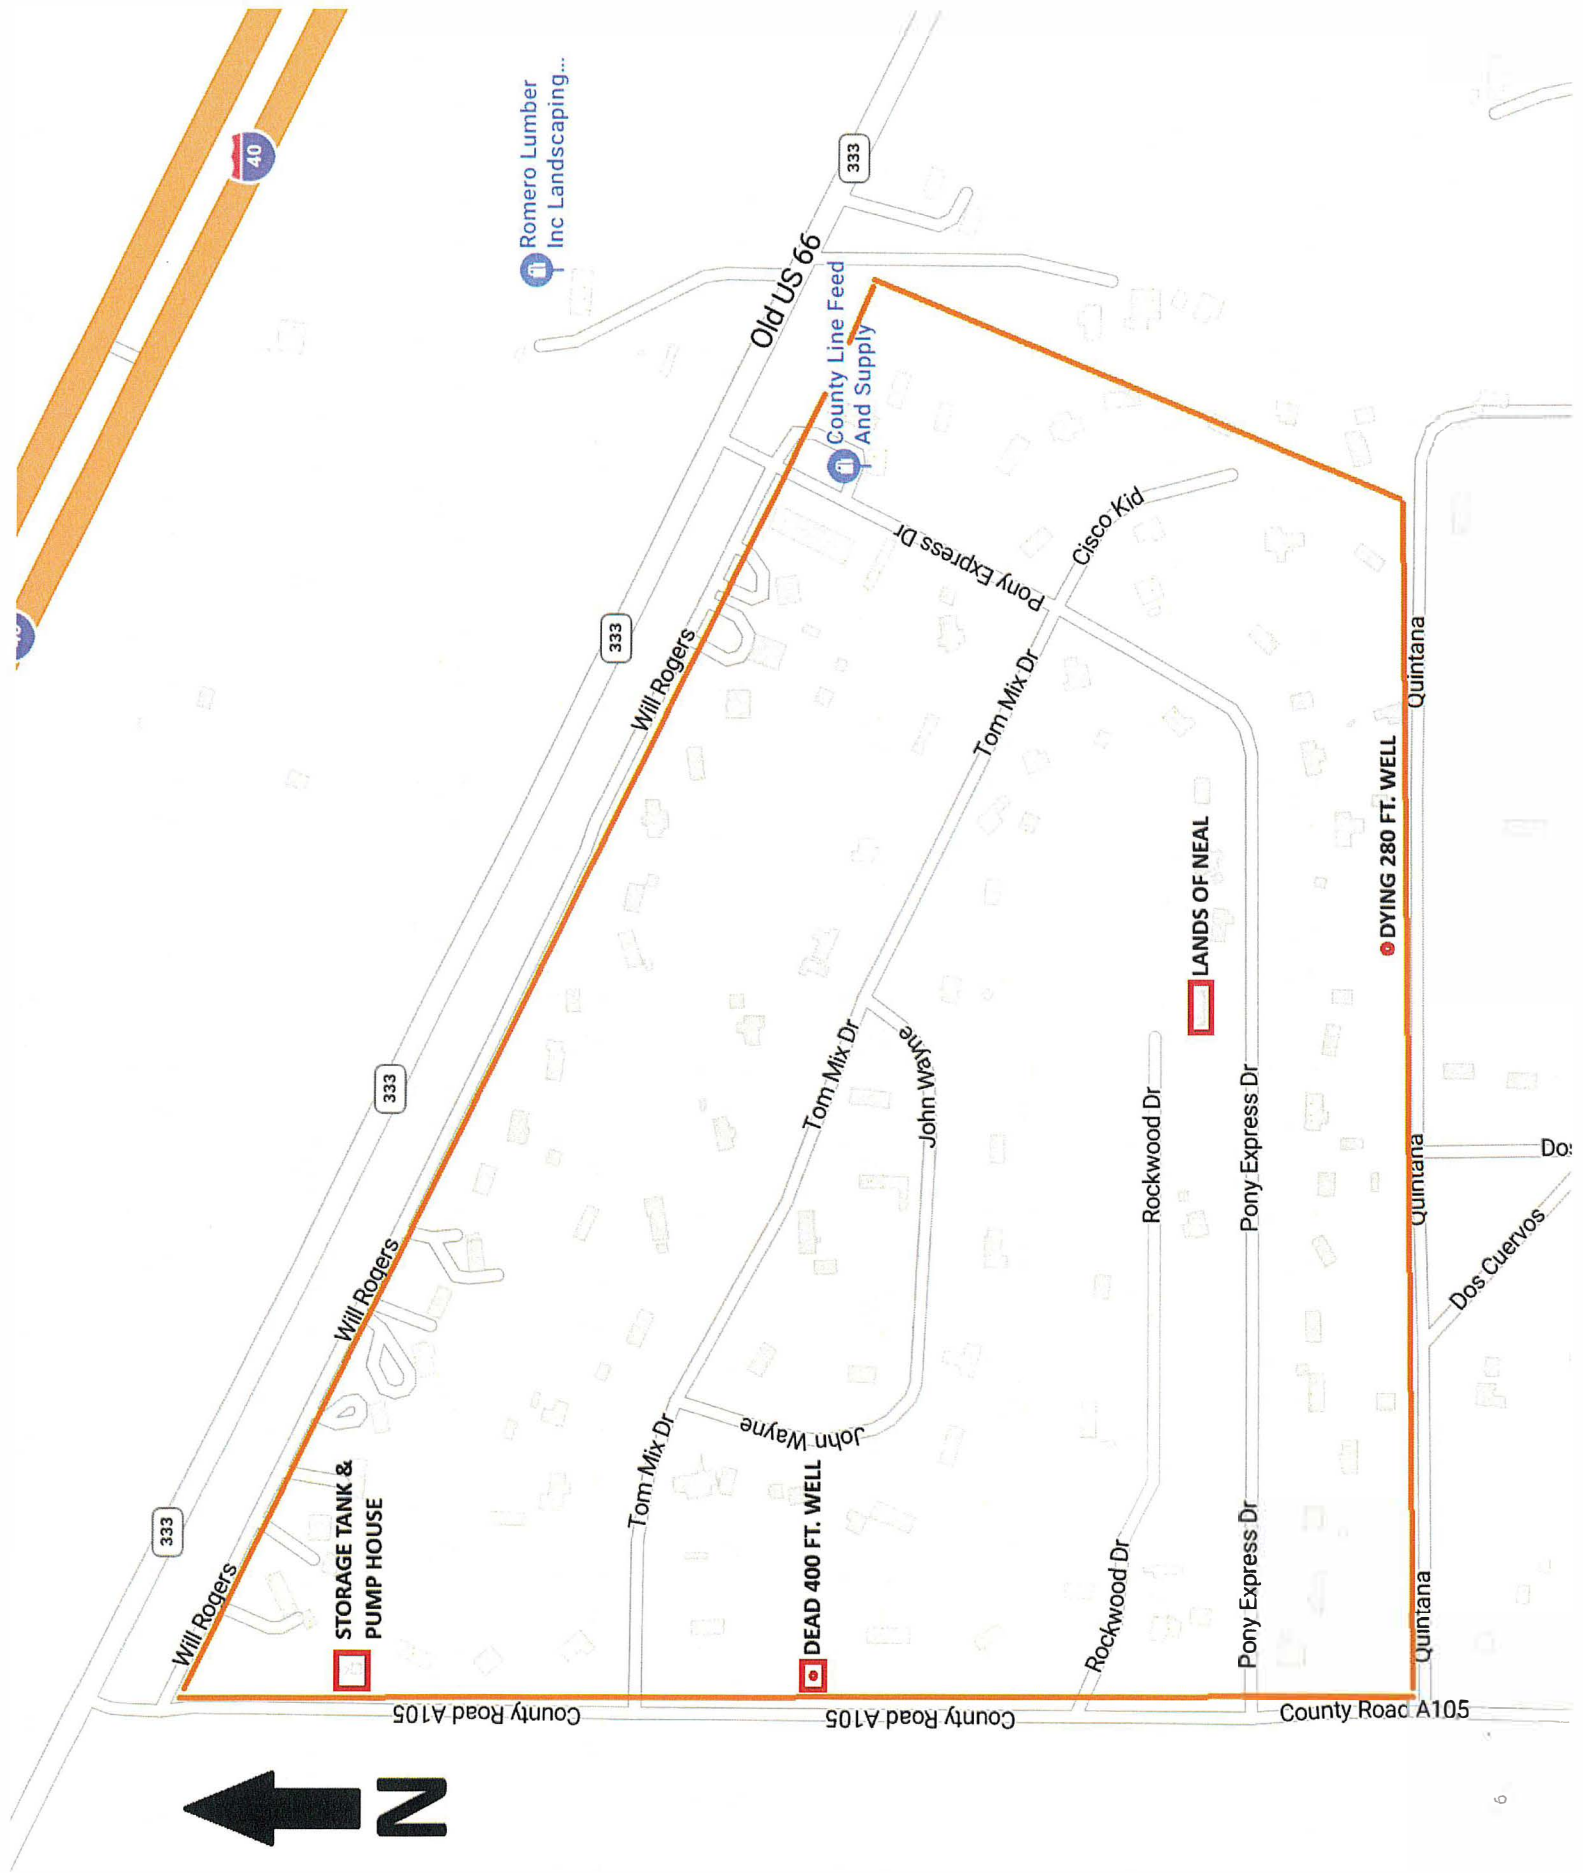 40
Romero Lumber
Inc Landscaping...
333
Old US 66
County Line Feed
And Supply
Pony Express Dr
Cisco Kid
333
Will Rogers
Tom Mix Dr
Quintana
DYING 280 FT. WELL
LANDS OF NEAL
333
Tom Mix Dr
John Wayne
Rockwood Dr
Pony Express Dr
Quintana
Dos Cuervos
Will Rogers
Tom Mix Dr
John Wayne
333
STORAGE TANK &
PUMP HOUSE
DEAD 400 FT. WELL
Will Rogers
Rockwood Dr
Pony Express Dr
Quintana
County Road A105
County Road A105
County Road A105
N
6